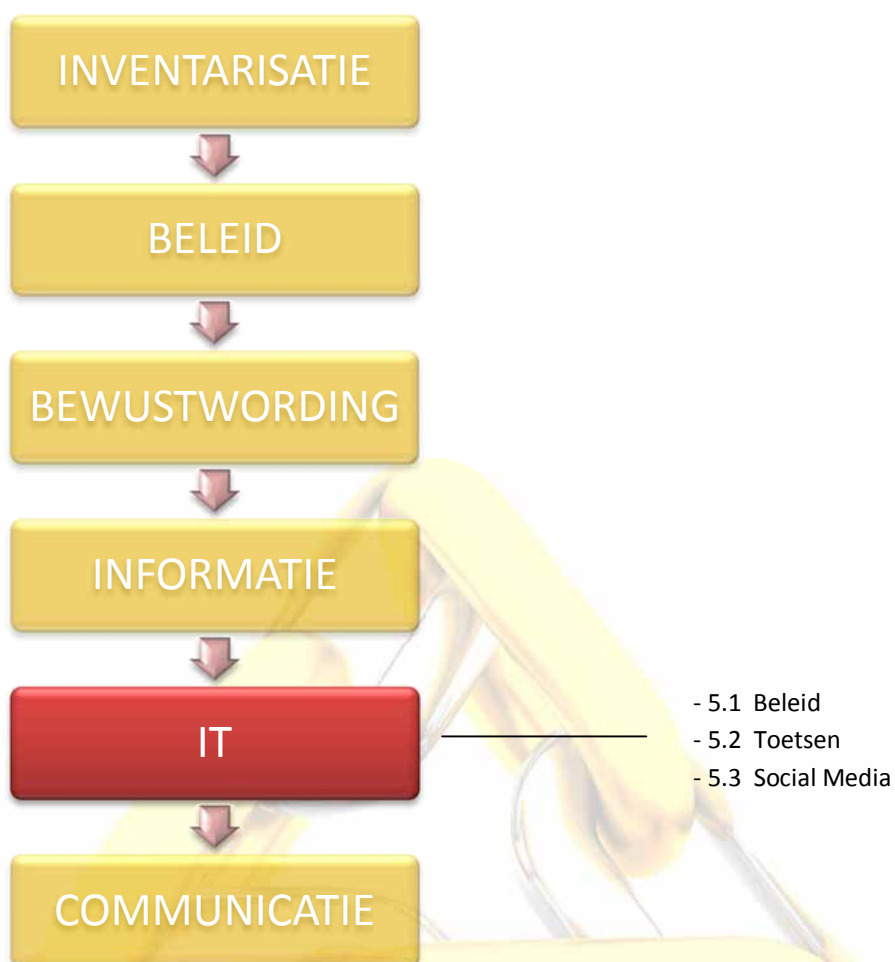 INVENTARISATIE
BELEID
BEWUSTWORDING
INFORMATIE
IT
- 5.1 Beleid
- 5.2 Toetsen
- 5.3 Social Media
COMMUNICATIE